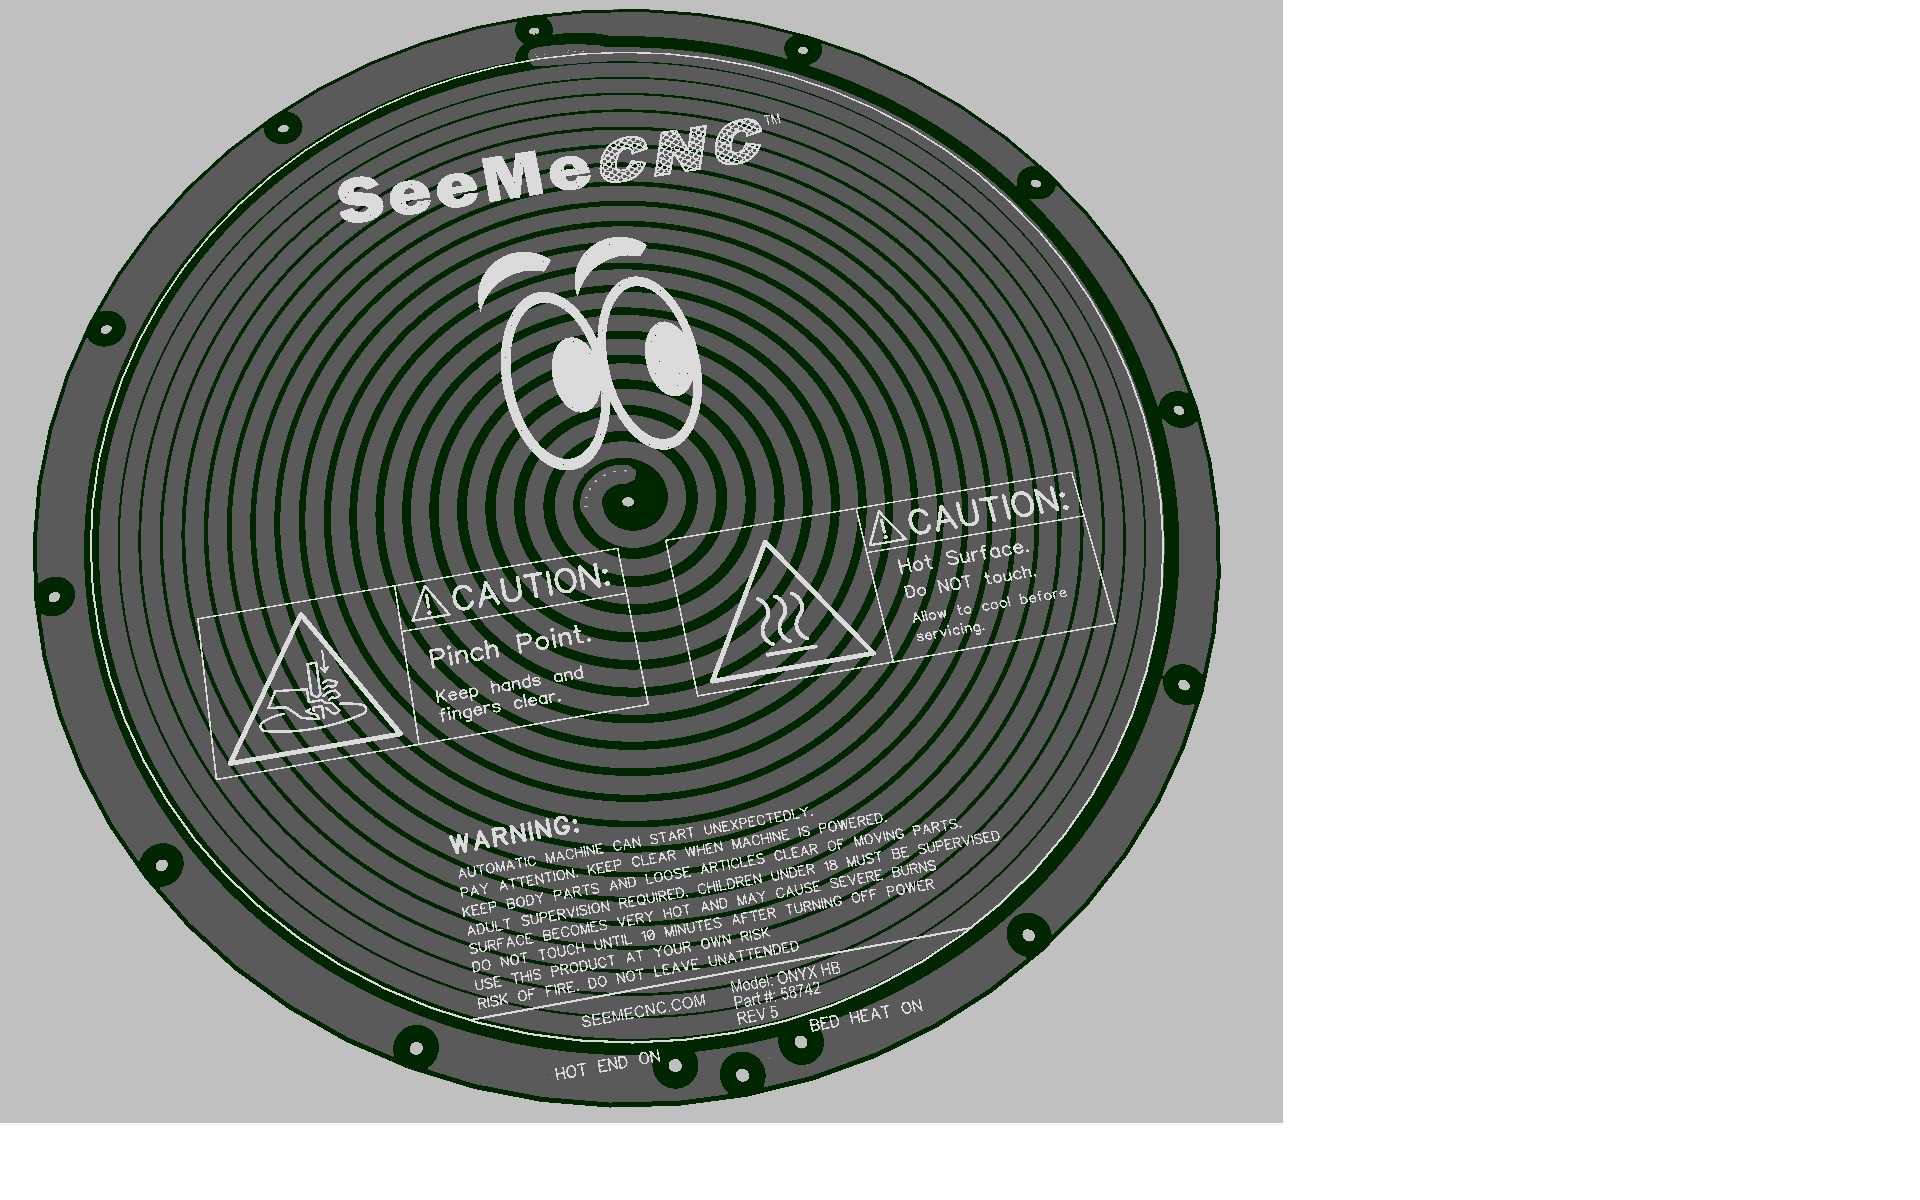 SeeMeCNC™
CAUTION:
Hot Surface.
Do NOT touch.
Allow to cool before
servicing.
CAUTION:
Pinch Point.
Keep hands and
fingers clear.
WARNING:
AUTOMATIC MACHINE CAN START UNEXPECTEDLY.
PAY ATTENTION. KEEP CLEAR WHEN MACHINE IS POWERED.
KEEP BODY PARTS AND LOOSE ARTICLES CLEAR OF MOVING PARTS.
ADULT SUPERVISION REQUIRED. CHILDREN UNDER 18 MUST BE SUPERVISED
SURFACE BECOMES VERY HOT AND MAY CAUSE SEVERE BURNS
DO NOT TOUCH UNTIL 10 MINUTES AFTER TURNING OFF POWER
USE THIS PRODUCT AT YOUR OWN RISK
RISK OF FIRE. DO NOT LEAVE UNATTENDED
SEEMECNC.COM
Model: ONYX HB
Part #: 58742
REV 5
BED HEAT ON
HOT END ON